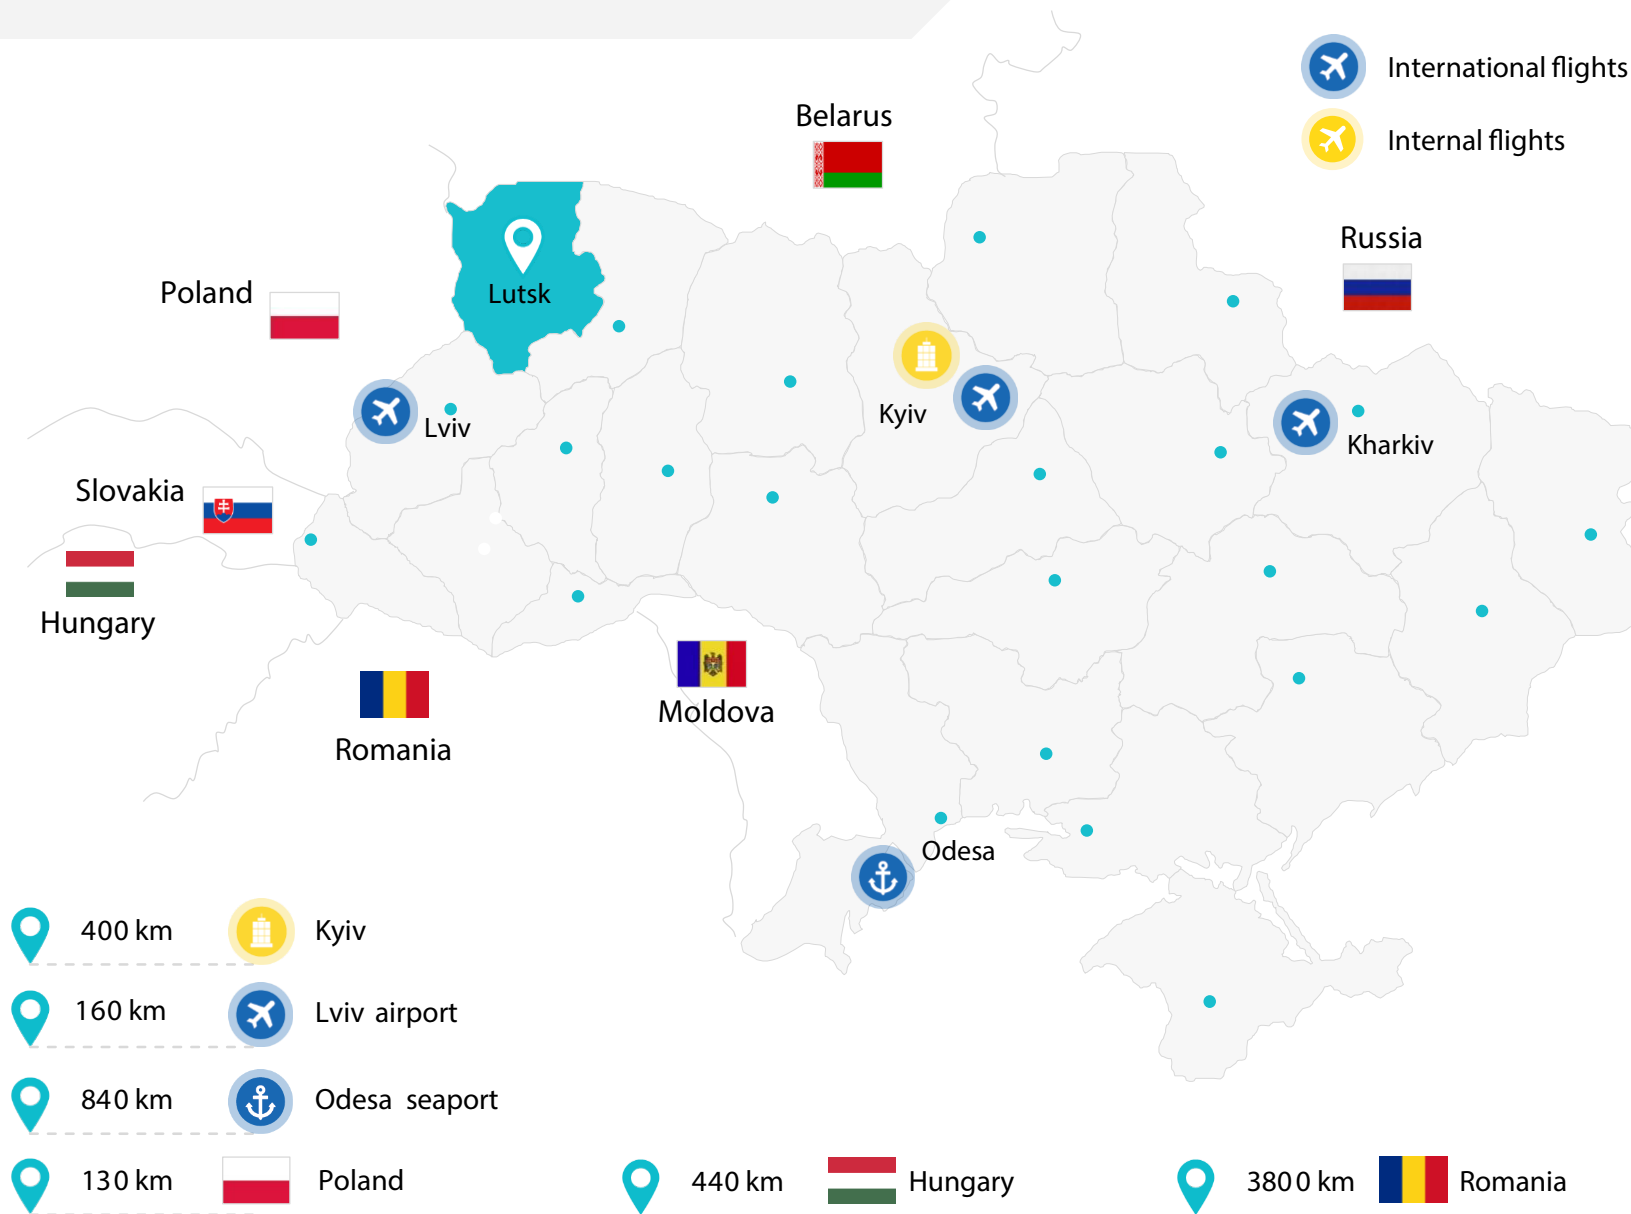 International flights
Internal flights
Belarus
Russia
Poland
Lutsk
Lviv
Kyiv
Kharkiv
Slovakia
Hungary
Romania
Moldova
Odesa
400 km Kyiv
160 km Lviv airport
840 km Odesa seaport
130 km Poland
440 km Hungary
3800 km Romania